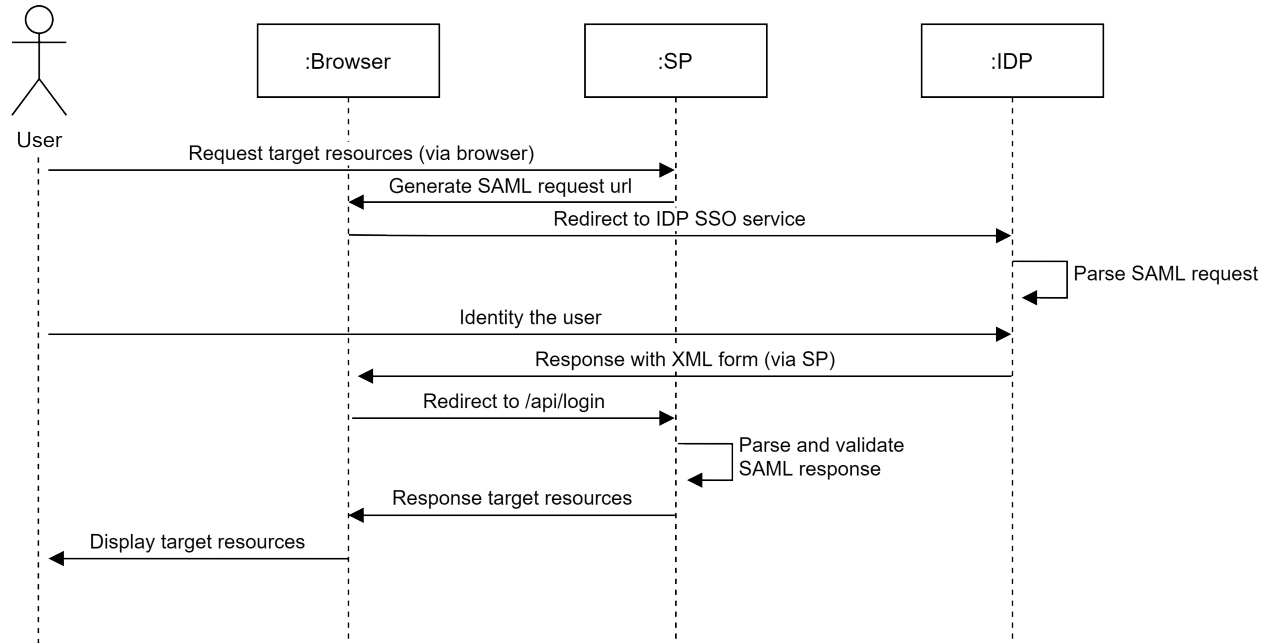 :Browser
:SP
:IDP
User
Request target resources (via browser)
Generate SAML request url
Redirect to IDP SSO service
Parse SAML request
Identity the user
Response with XML form (via SP)
Redirect to /api/login
Parse and validate
SAML response
Response target resources
Display target resources